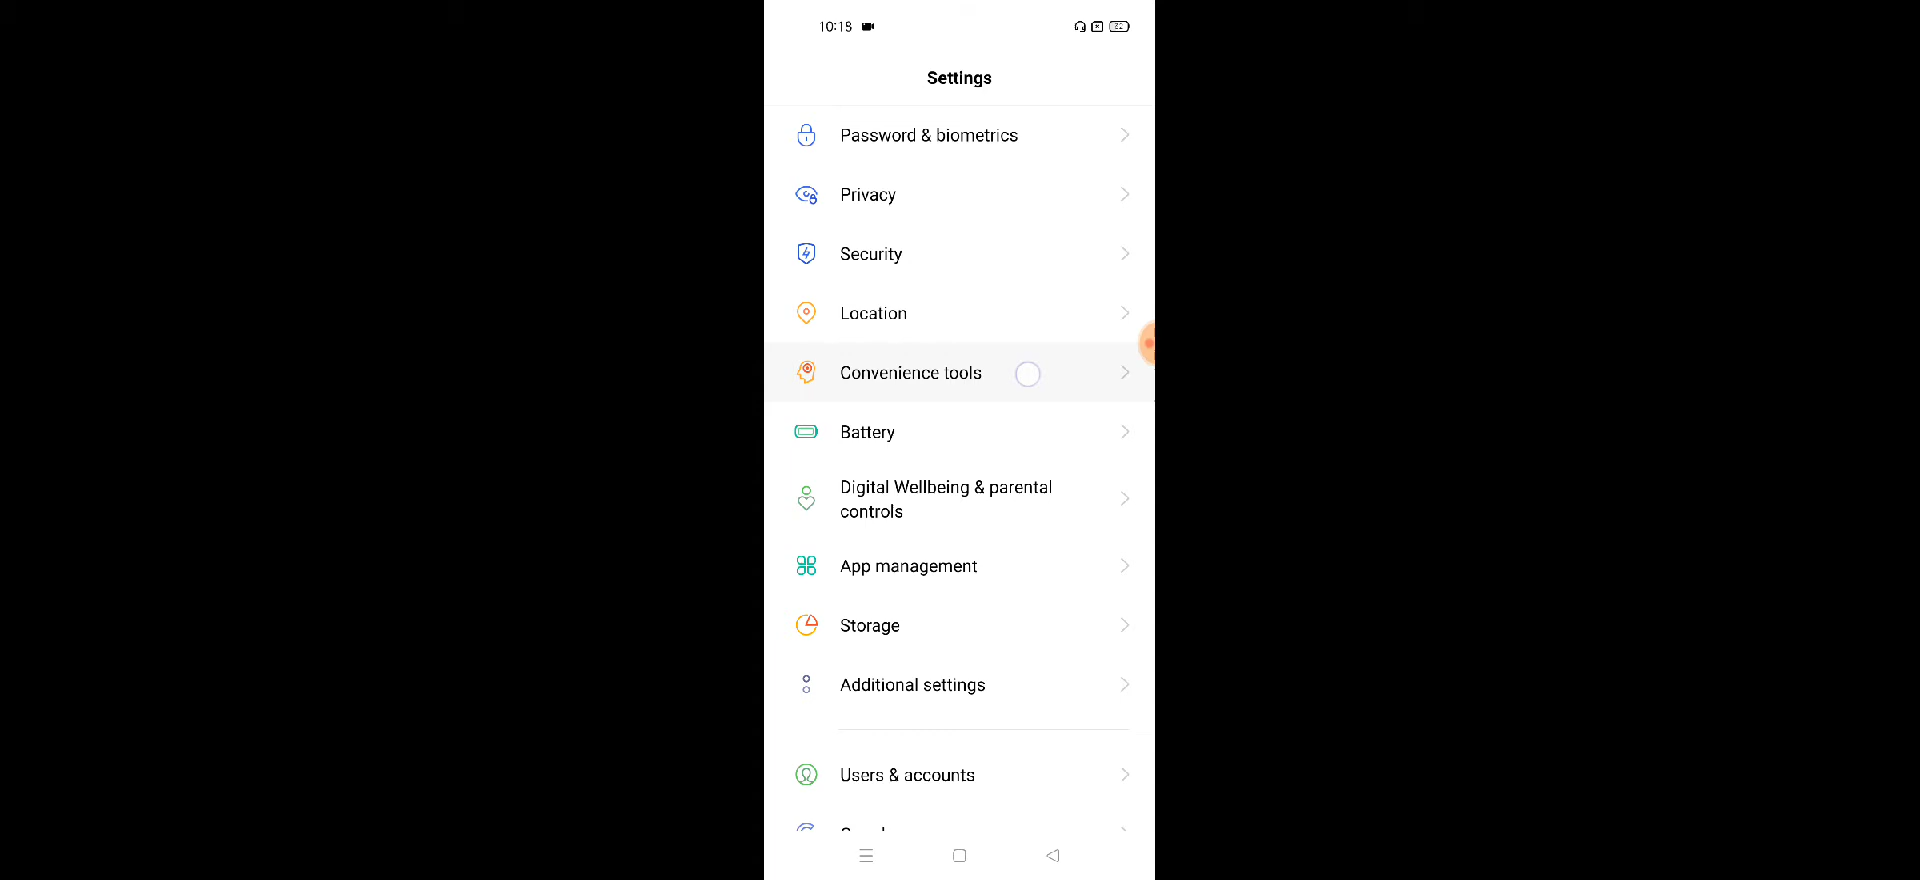 10:18
Settings
Password & biometrics
Privacy
Security
Location
Convenience tools
Battery
Digital Wellbeing & parental
controls
App management
Storage
Additional settings
Users & accounts